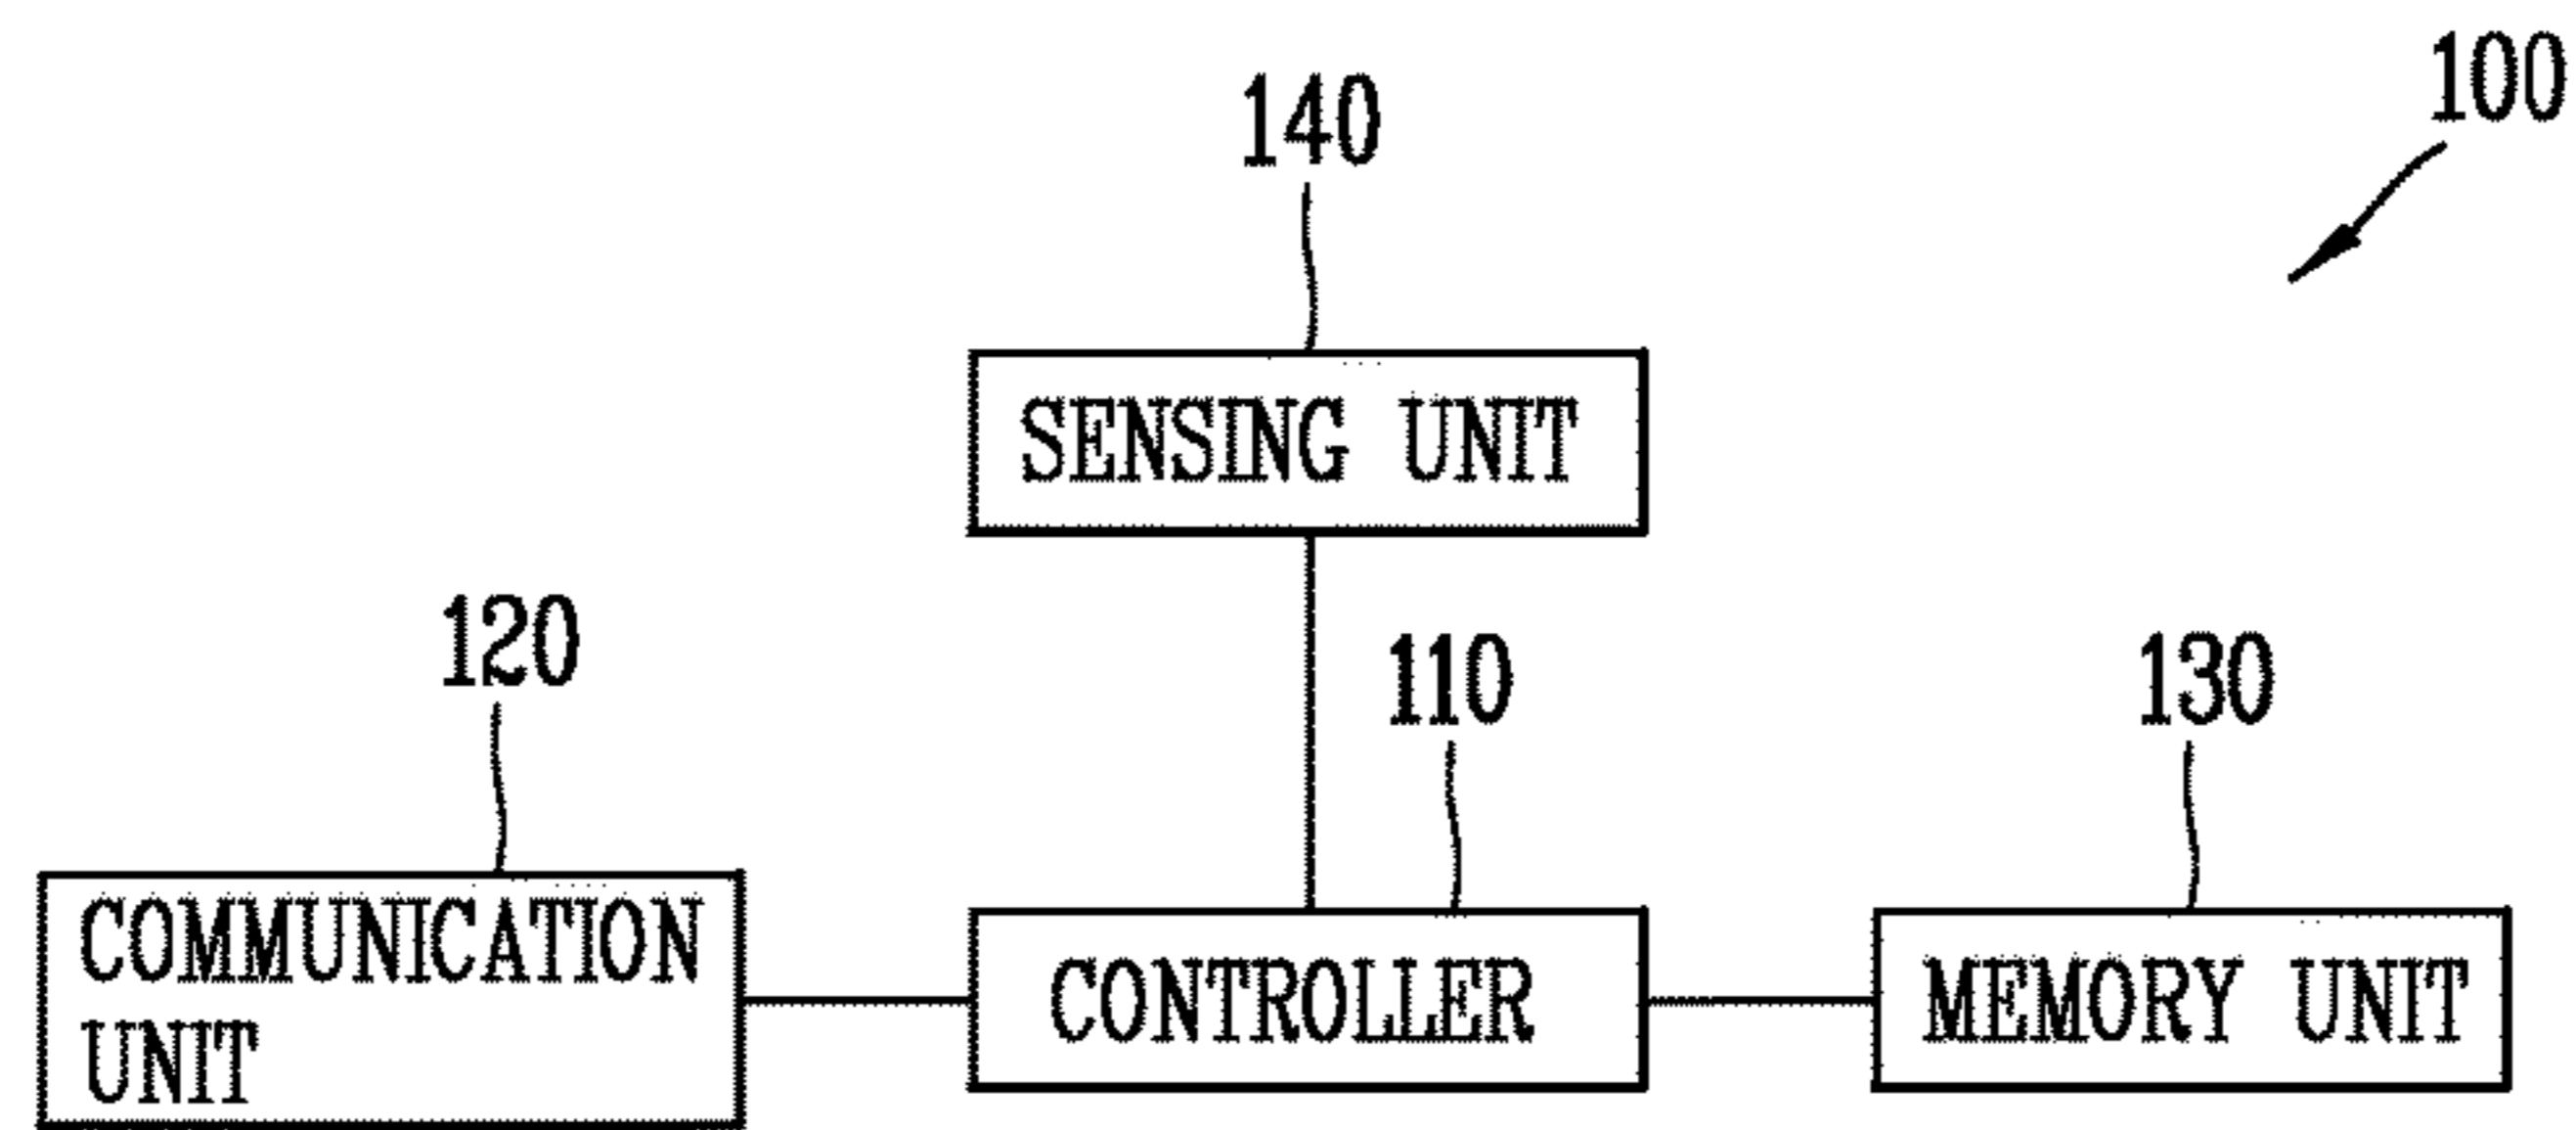 100
140
SENSING UNIT
120
110
130
COMMUNICATION
UNIT
CONTROLLER
MEMORY UNIT